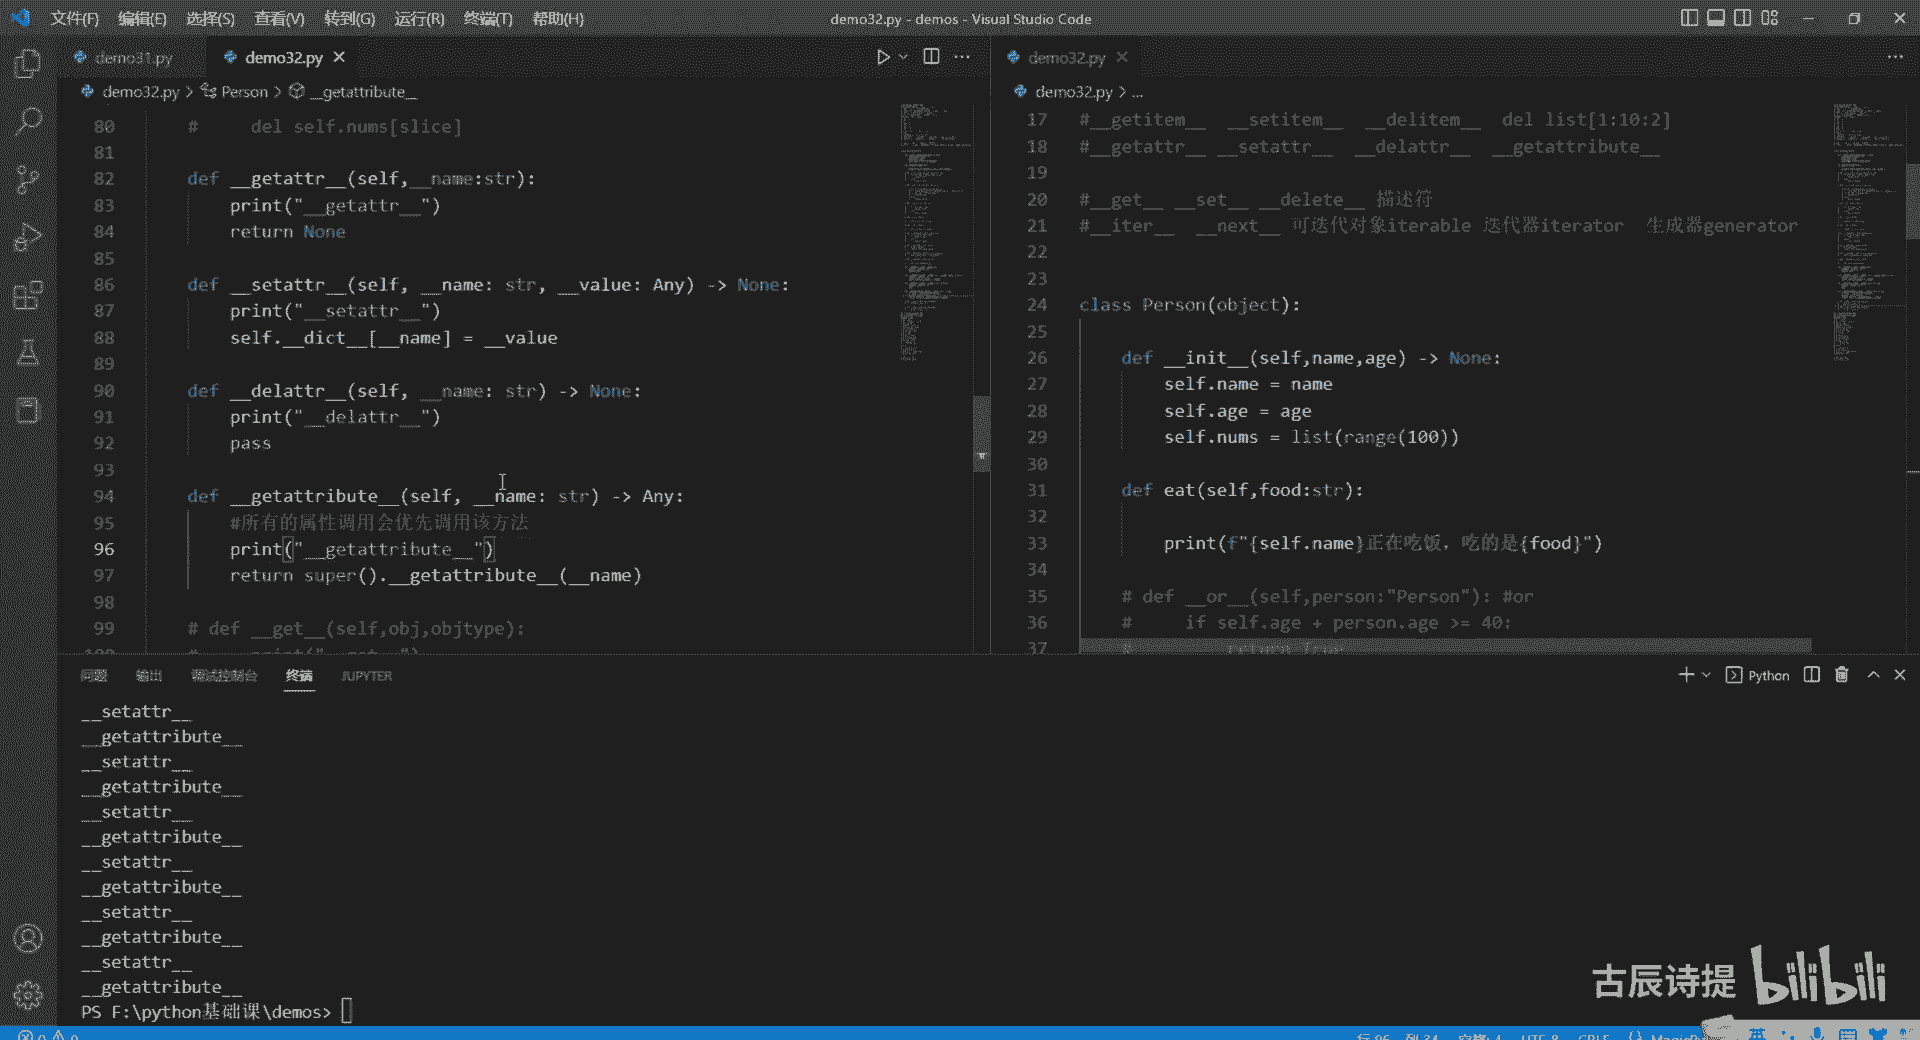 文件(F) 编辑(E) 选择(S) 查看(V) 转到(G) 运行(R) 终端(T) 帮助(H) demo32.py - demos - Visual Studio Code
demo31.py demo32.py
demo32.py > Person > __getattribute__
80 # del self.nums[slice]
81
82 def __getattr__(self,__name:str):
83 print("__getattr__")
84 return None
85
86 def __setattr__(self, __name: str, __value: Any) -> None:
87 print("__setattr__")
88 self.__dict__[__name] = __value
89
90 def __delattr__(self, __name: str) -> None:
91 print("__delattr__")
92 pass
93
94 def __getattribute__(self, __name: str) -> Any:
95 #所有的属性调用会优先调用该方法
96 print("__getattribute__")
97 return super().__getattribute__(__name)
98
99 # def __get__(self,obj,objtype):
demo32.py
demo32.py > ...
17 #__getitem__ __setitem__ __delitem__ del list[1:10:2]
18 #__getattr__ __setattr__ __delattr__ __getattribute__
19
20 #__get__ __set__ __delete__ 描述符
21 #__iter__ __next__ 可迭代对象iterable 迭代器iterator 生成器generator
22
23
24 class Person(object):
25
26 def __init__(self,name,age) -> None:
27 self.name = name
28 self.age = age
29 self.nums = list(range(100))
30
31 def eat(self,food:str):
32
33 print(f"{self.name}正在吃饭，吃的是{food}")
34
35 # def __or__(self,person:"Person"): #or
36 # if self.age + person.age >= 40:
37 # return True
问题 输出 调试控制台 终端 JUPYTER
Python
__setattr__
__getattribute__
__setattr__
__getattribute__
__setattr__
__getattribute__
__setattr__
__getattribute__
__setattr__
__getattribute__
__setattr__
__getattribute__
PS F:\python基础课\demos>
古辰诗提 bilibili